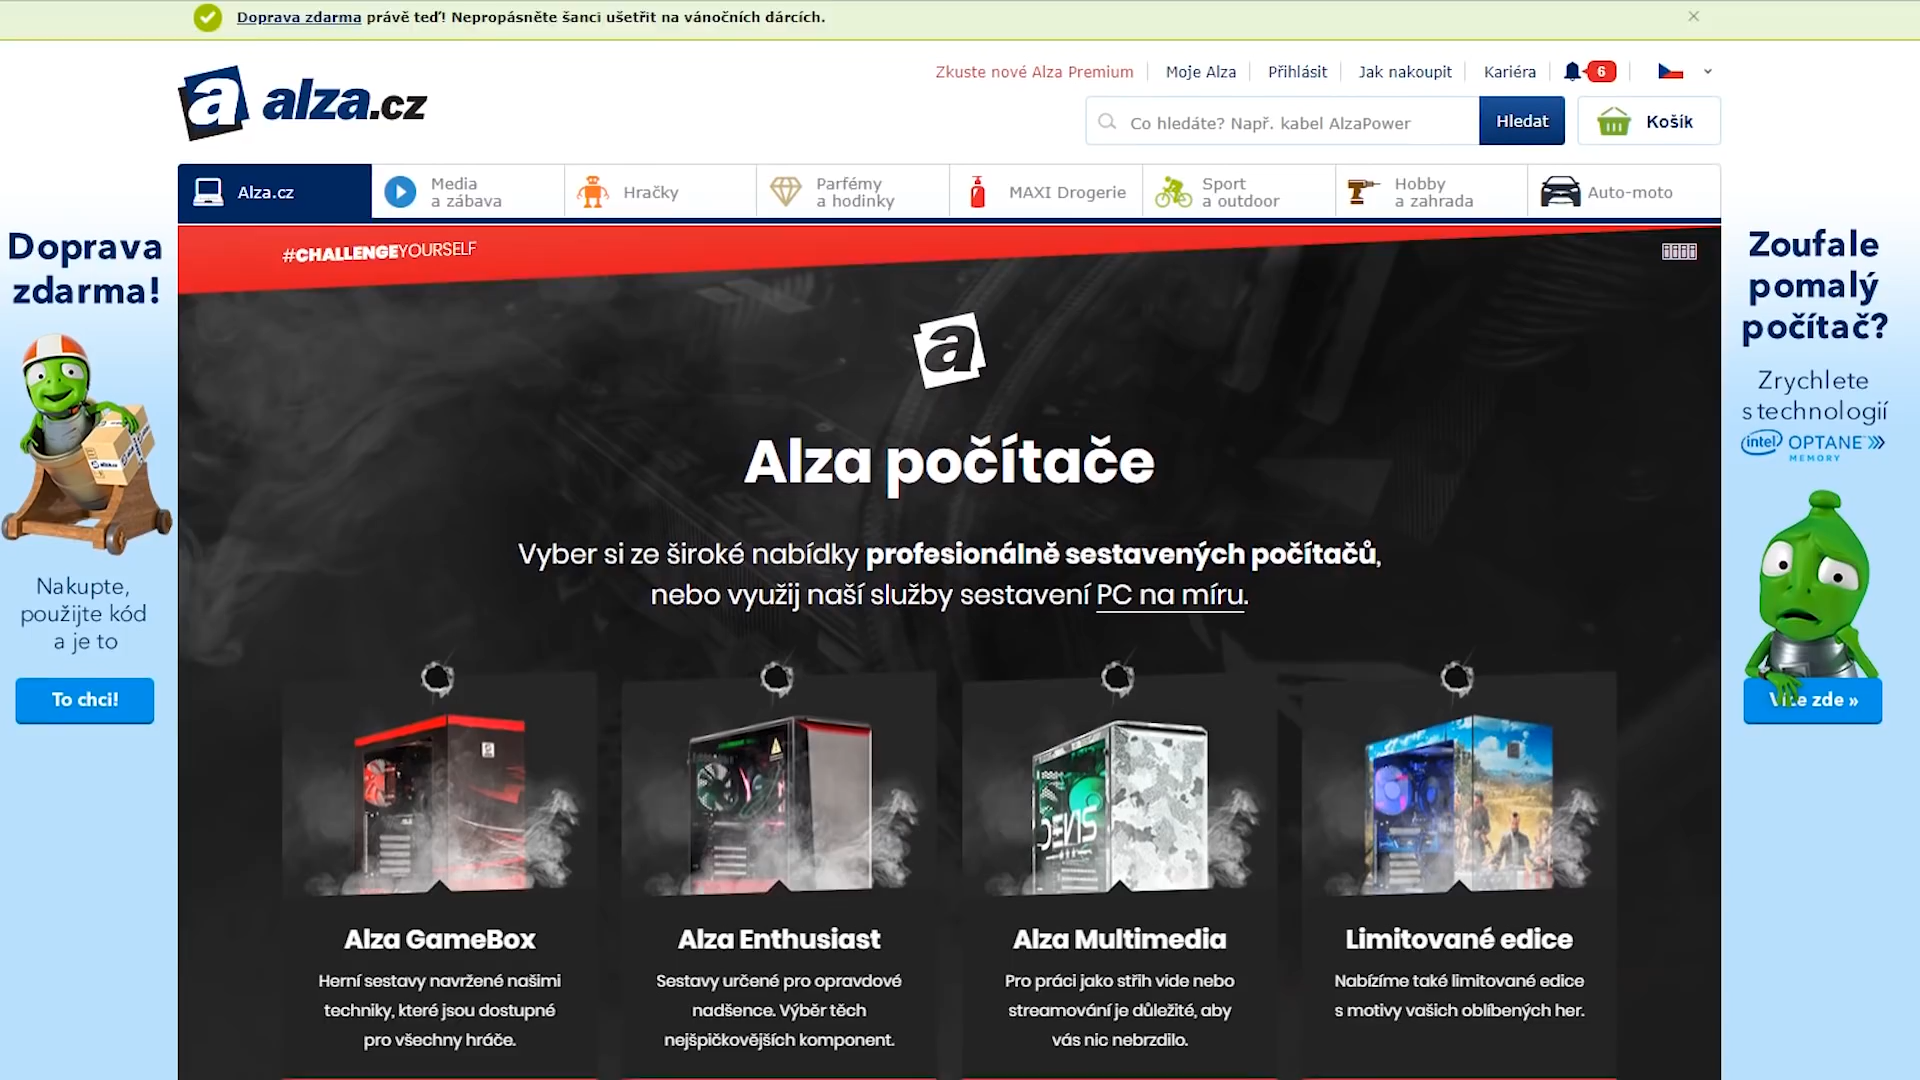 Doprava zdarma právě teď! Nepropásněte šanci ušetřit na vánočních dárcích.
a alza.cz
Zkuste nové Alza Premium
Moje Alza
Přihlásit
Jak nakoupit
Kariéra
6
Co hledáte? Např. kabel AlzaPower
Hledat
Košík
Alza.cz
Media
a zábava
Hračky
Parfémy
a hodinky
MAXI Drogerie
Sport
a outdoor
Hobby
a zahrada
Auto-moto
Doprava
zdarma!
Nakupte,
použijte kód
a je to
To chci!
#CHALLENGEYOURSELF
a
Alza počítače
Vyber si ze široké nabídky profesionálně sestavených počítačů,
nebo využij naší služby sestavení PC na míru.
DENIS
Alza GameBox
Herní sestavy navržené našimi
techniky, které jsou dostupné
pro všechny hráče.
Alza Enthusiast
Sestavy určené pro opravdové
nadšence. Výběr těch
nejšpičkovějších komponent.
Alza Multimedia
Pro práci jako střih vide nebo
streamování je důležité, aby
vás nic nebrzdilo.
Limitované edice
Nabízíme také limitované edice
s motivy vašich oblíbených her.
Zoufale
pomalý
počítač?
Zrychlete
s technologií
intel OPTANE
MEMORY
Více zde »